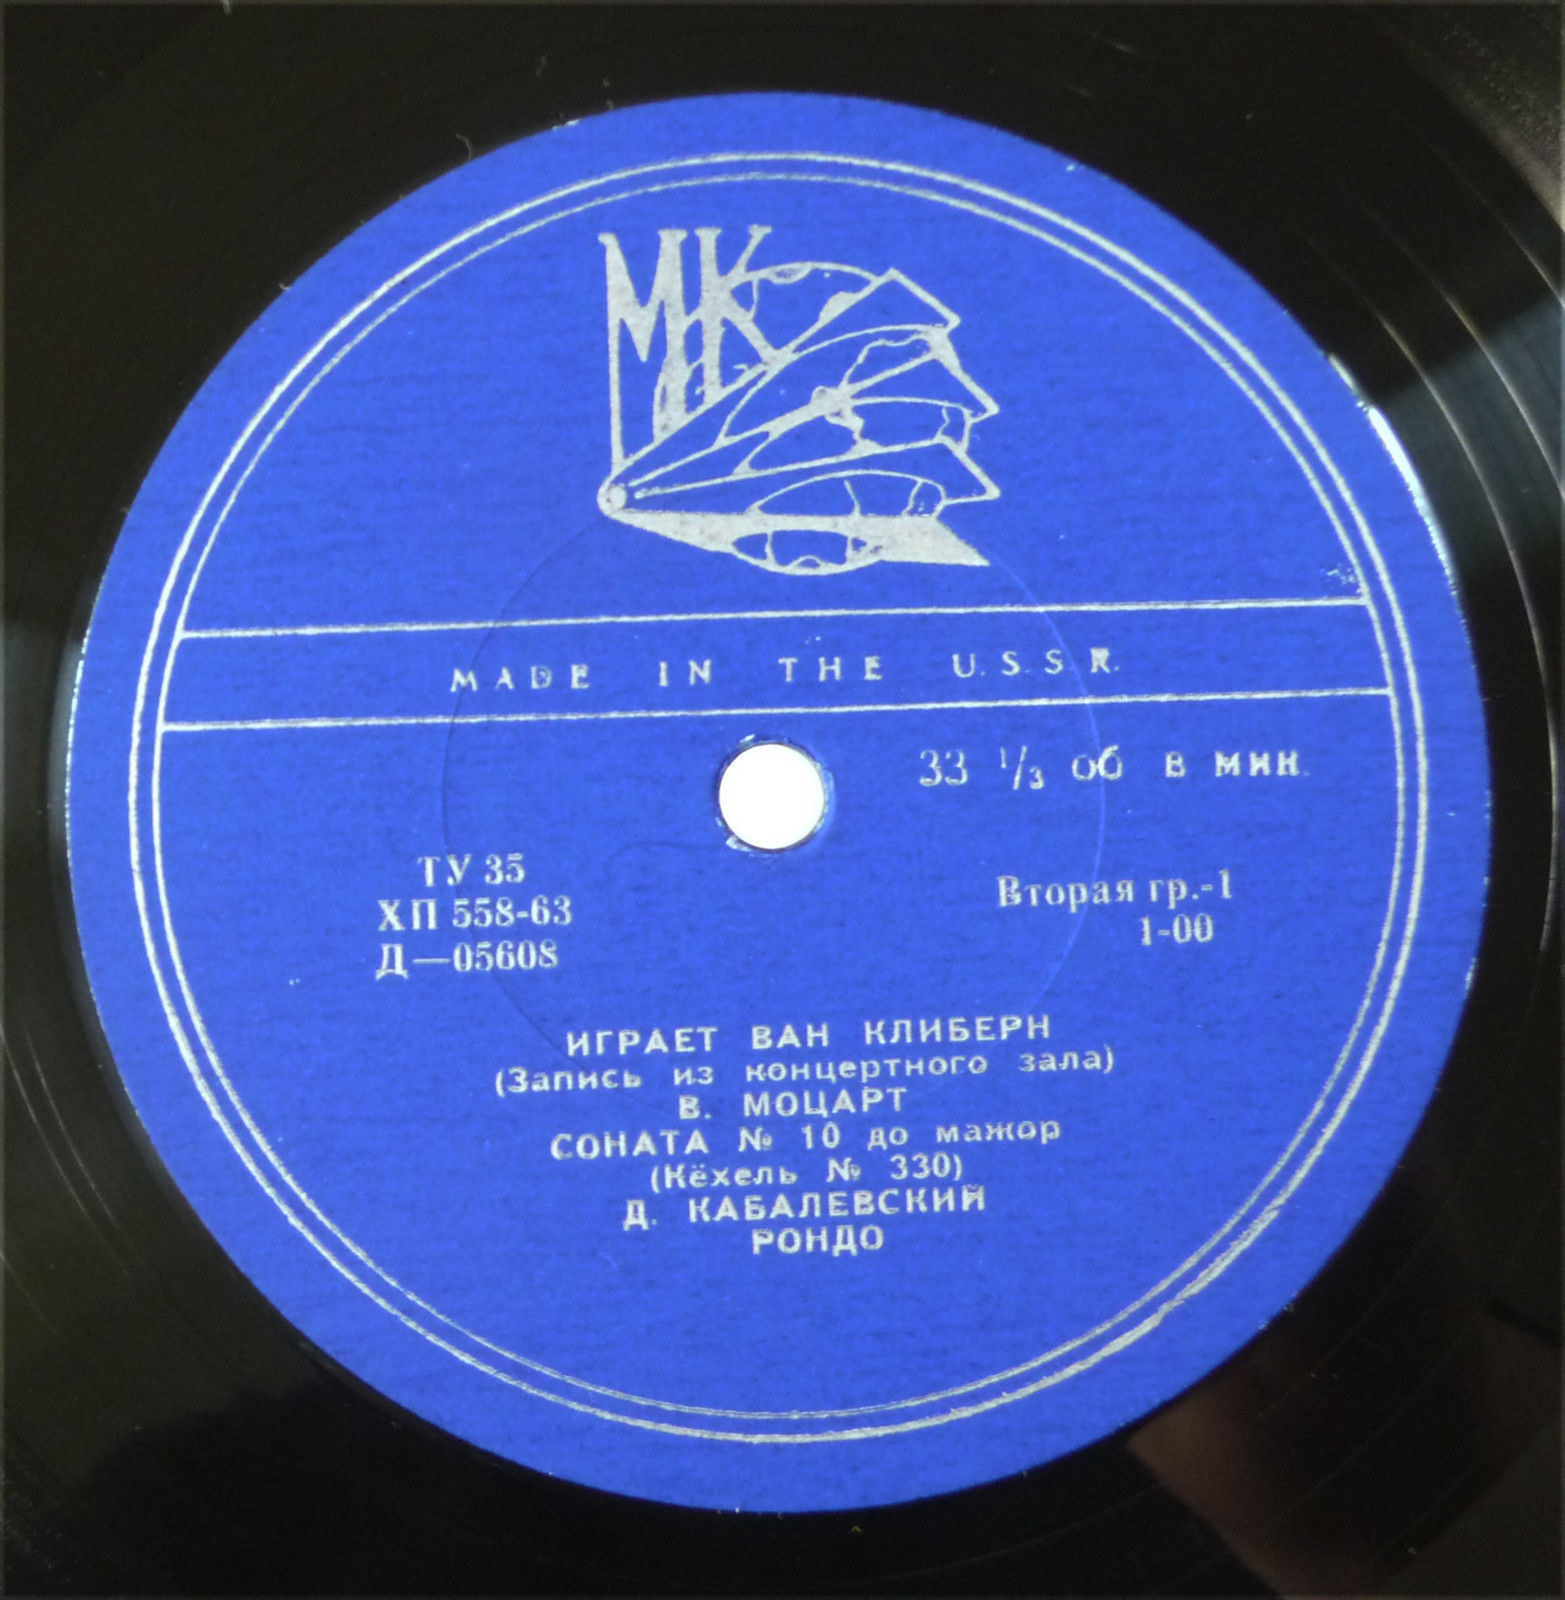 МК
MADE IN THE U.S.S.R.
33 1/3 об в мин.
ТУ 35
ХП 558-63
Д—05608
Вторая гр.-1
1-00
ИГРАЕТ ВАН КЛИБЕРН
(Запись из концертного зала)
В. МОЦАРТ
СОНАТА № 10 до мажор
(Кёхель № 330)
Д. КАБАЛЕВСКИЙ
РОНДО